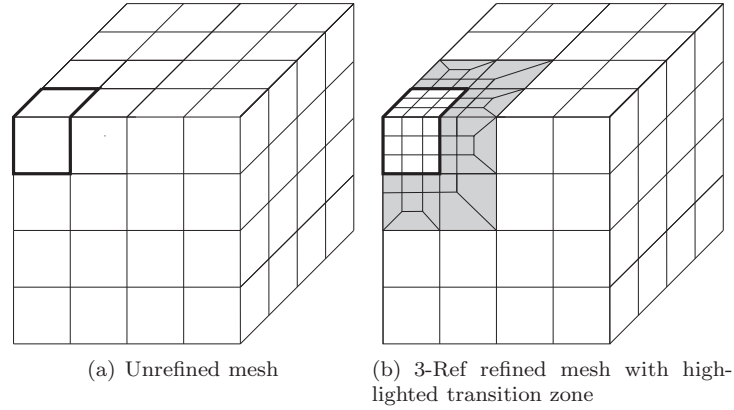 (a) Unrefined mesh
(b) 3-Ref refined mesh with high-
lighted transition zone